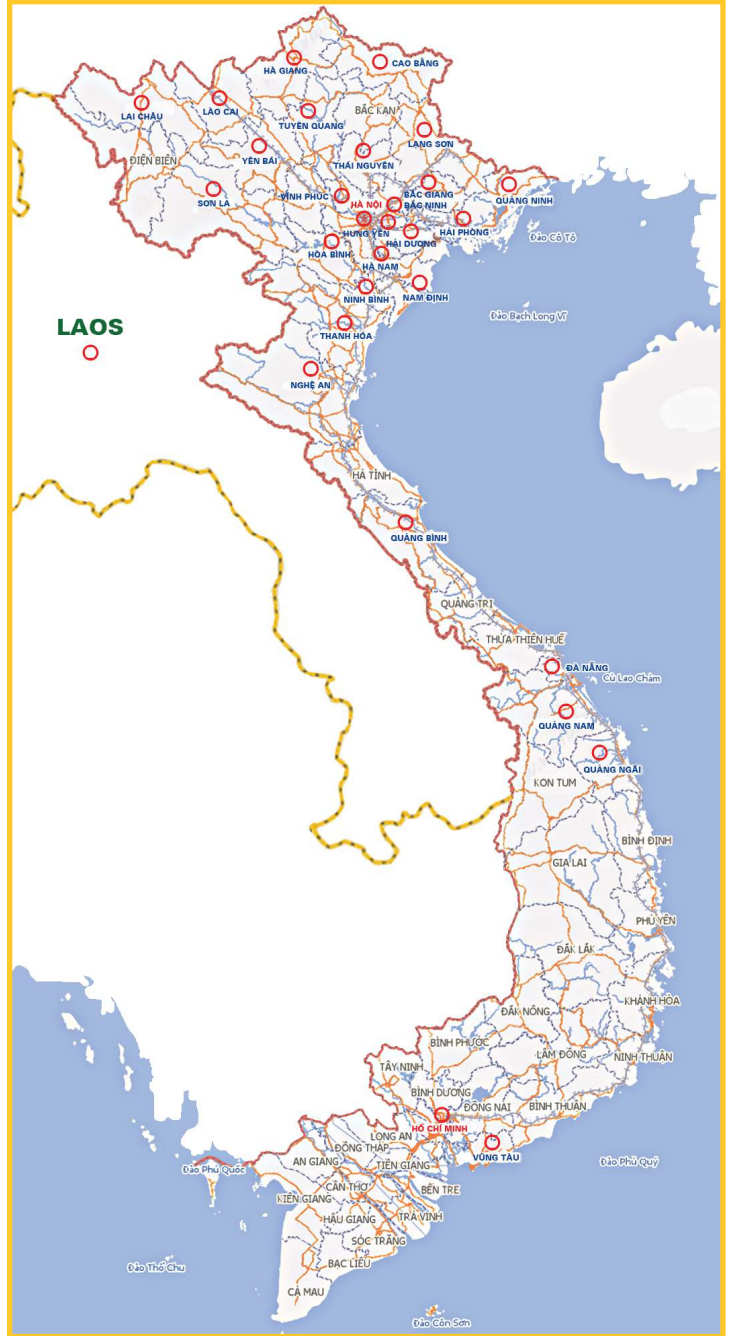 HÀ GIANG
CAO BẰNG
LAI CHÂU
LÀO CAI
TUYÊN QUANG
BẮC KẠN
LẠNG SƠN
ĐIỆN BIÊN
YÊN BÁI
THÁI NGUYÊN
SƠN LA
VĨNH PHÚC
HÀ NỘI
BẮC GIANG
BẮC NINH
QUẢNG NINH
HƯNG YÊN
HẢI DƯƠNG
HẢI PHÒNG
Đảo Cô Tô
HÒA BÌNH
HÀ NAM
NINH BÌNH
NAM ĐỊNH
Đảo Bạch Long Vĩ
LAOS
THANH HÓA
NGHỆ AN
HÀ TĨNH
QUẢNG BÌNH
QUẢNG TRỊ
THỪA THIÊN HUẾ
ĐÀ NẴNG
Cù Lao Chàm
QUẢNG NAM
QUẢNG NGÃI
KON TUM
BÌNH ĐỊNH
GIA LAI
PHÚ YÊN
ĐẮK LẮK
KHÁNH HÒA
ĐẮK NÔNG
BÌNH PHƯỚC
LÂM ĐỒNG
NINH THUẬN
TÂY NINH
BÌNH DƯƠNG
ĐỒNG NAI
BÌNH THUẬN
HỒ CHÍ MINH
LONG AN
ĐỒNG THÁP
VŨNG TÀU
AN GIANG
TIỀN GIANG
Đảo Phú Quý
Đảo Phú Quốc
CẦN THƠ
BẾN TRE
KIÊN GIANG
HẬU GIANG
TRÀ VINH
SÓC TRĂNG
BẠC LIÊU
Đảo Thổ Chu
CÀ MAU
Đảo Côn Sơn